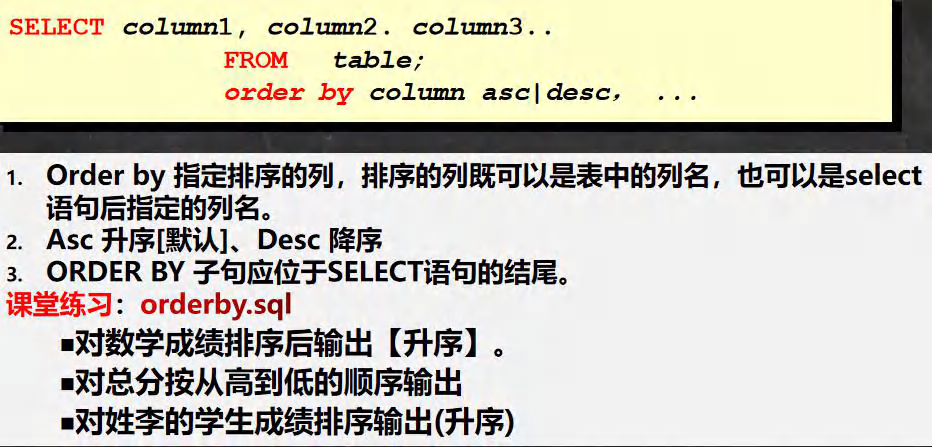 SELECT column1, column2. column3..
FROM table;
order by column asc|desc, ...
1. Order by 指定排序的列，排序的列既可以是表中的列名，也可以是select
语句后指定的列名。
2. Asc 升序[默认]、Desc 降序
3. ORDER BY 子句应位于SELECT语句的结尾。
课堂练习：orderby.sql
■对数学成绩排序后输出【升序】。
■对总分按从高到低的顺序输出
■对姓李的学生成绩排序输出(升序)